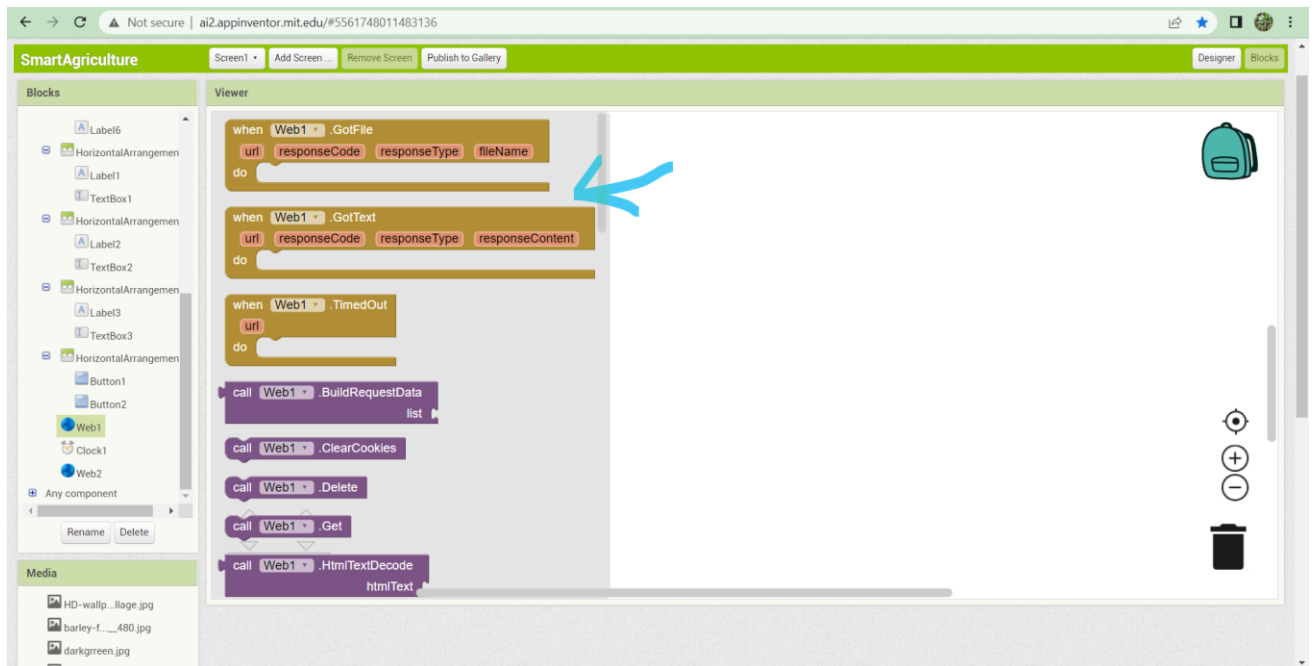 Not secure | ai2.appinventor.mit.edu/#5561748011483136
SmartAgriculture Screen1 Add Screen ... Remove Screen Publish to Gallery Designer Blocks
Blocks
Label6
HorizontalArrangemen
Label1
TextBox1
HorizontalArrangemen
Label2
TextBox2
HorizontalArrangemen
Label3
TextBox3
HorizontalArrangemen
Button1
Button2
Web1
Clock1
Web2
Any component
Rename Delete
Media
HD-wallp...llage.jpg
barley-f...__480.jpg
darkgrreen.jpg
Viewer
when Web1 .GotFile
url responseCode responseType fileName
do
when Web1 .GotText
url responseCode responseType responseContent
do
when Web1 .TimedOut
url
do
call Web1 .BuildRequestData
list
call Web1 .ClearCookies
call Web1 .Delete
call Web1 .Get
call Web1 .HtmlTextDecode
htmlText